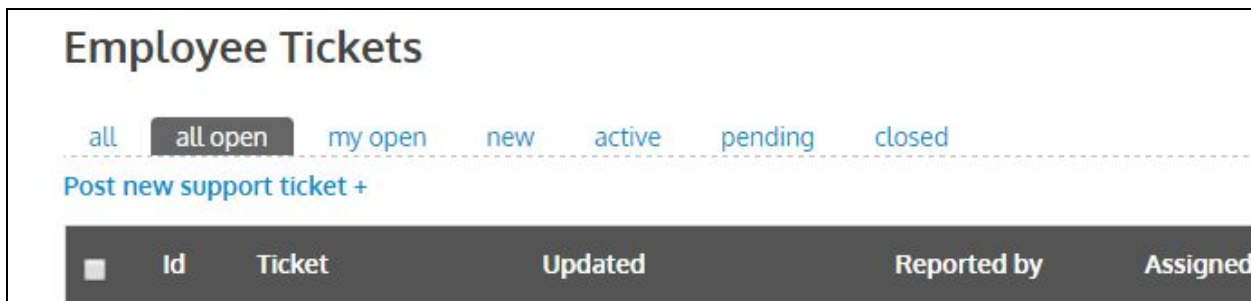 Employee Tickets
all all open my open new active pending closed
Post new support ticket +
Id Ticket Updated Reported by Assigned